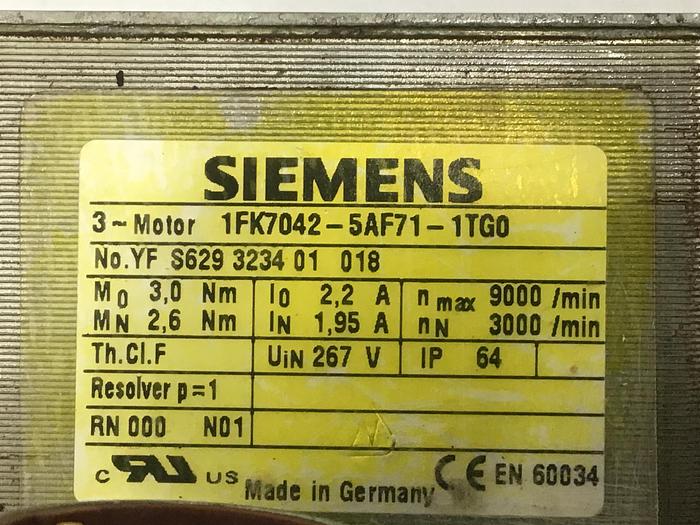 SIEMENS
3~Motor 1FK7042-5AF71-1TG0
No.YF S629 3234 01 018
M0 3,0 Nm I0 2,2 A nmax 9000 /min
MN 2,6 Nm IN 1,95 A nN 3000 /min
Th.Cl.F UiN 267 V IP 64
Resolver p=1
RN 000 N01
c RU US Made in Germany CE EN 60034